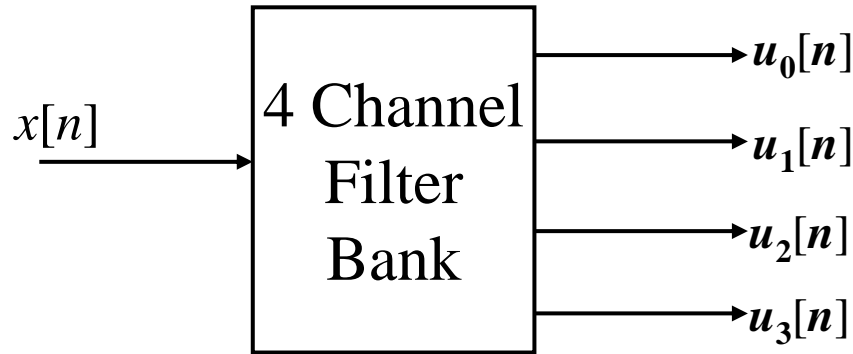 x[n]
4 Channel
Filter
Bank
u₀[n]
u₁[n]
u₂[n]
u₃[n]